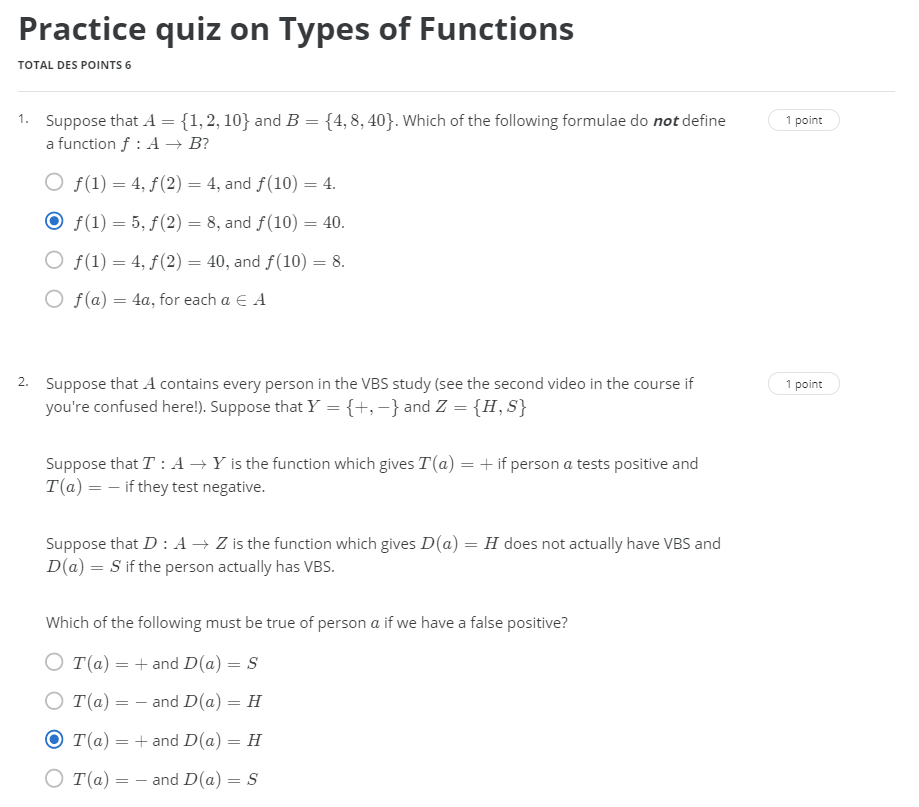 Practice quiz on Types of Functions
TOTAL DES POINTS 6
1. Suppose that A = {1, 2, 10} and B = {4, 8, 40}. Which of the following formulae do not define 1 point
a function f : A → B?
f(1) = 4, f(2) = 4, and f(10) = 4.
f(1) = 5, f(2) = 8, and f(10) = 40.
f(1) = 4, f(2) = 40, and f(10) = 8.
f(a) = 4a, for each a ∈ A
2. Suppose that A contains every person in the VBS study (see the second video in the course if 1 point
you're confused here!). Suppose that Y = {+, −} and Z = {H, S}
Suppose that T : A → Y is the function which gives T(a) = + if person a tests positive and
T(a) = − if they test negative.
Suppose that D : A → Z is the function which gives D(a) = H does not actually have VBS and
D(a) = S if the person actually has VBS.
Which of the following must be true of person a if we have a false positive?
T(a) = + and D(a) = S
T(a) = − and D(a) = H
T(a) = + and D(a) = H
T(a) = − and D(a) = S